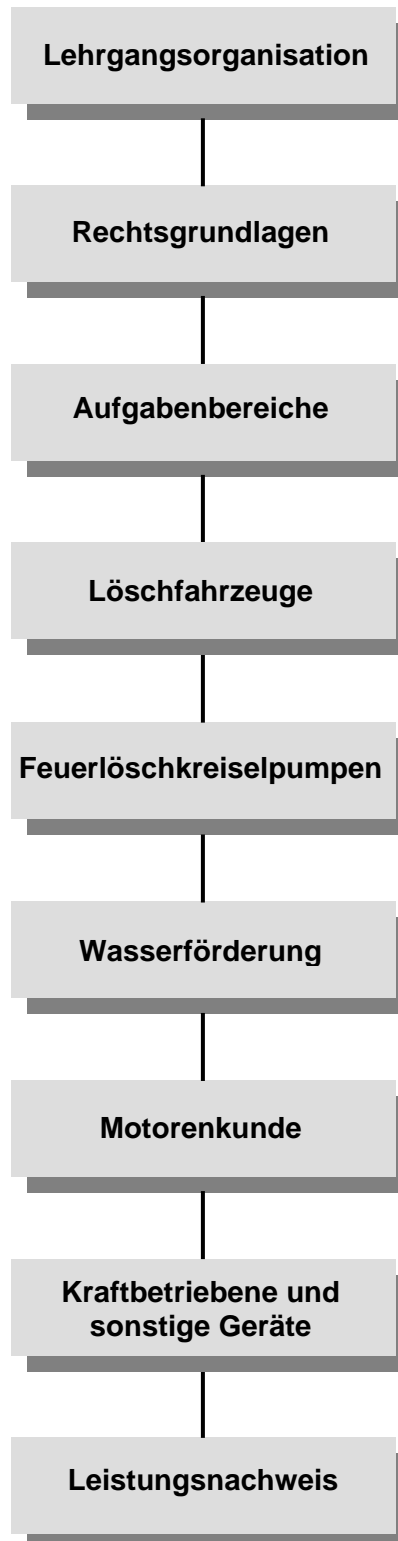 Lehrgangsorganisation
Rechtsgrundlagen
Aufgabenbereiche
Löschfahrzeuge
Feuerlöschkreiselpumpen
Wasserförderung
Motorenkunde
Kraftbetriebene und
sonstige Geräte
Leistungsnachweis